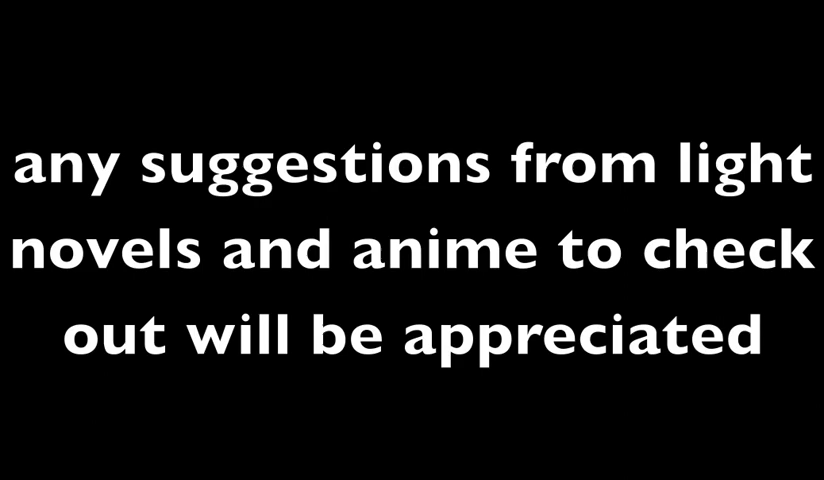 any suggestions from light
novels and anime to check
out will be appreciated